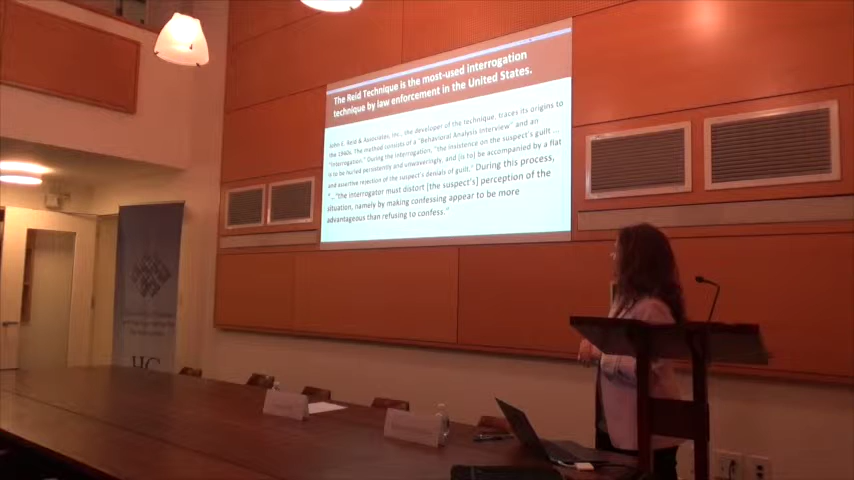 The Reid Technique is the most-used interrogation
technique by law enforcement in the United States.
John E. Reid & Associates, Inc., the developer of the technique, traces its origins to
the 1940s. The method consists of a "Behavioral Analysis Interview" and an
"Interrogation." During the interrogation, "the insistence on the suspect's guilt ...
is to be hurled persistently and unwaveringly, and [is to] be accompanied by a flat
and assertive rejection of the suspect's denials of guilt." During this process,
"... "the interrogator must distort [the suspect's] perception of the
situation, namely by making confessing appear to be more
advantageous than refusing to confess."
HC